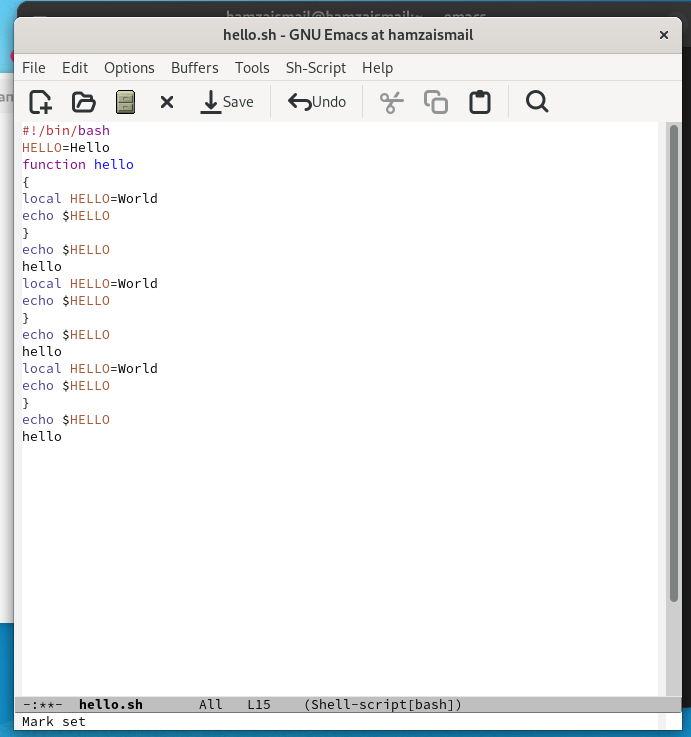 hamzaismail@hamzaismail:~ — emacs
hello.sh - GNU Emacs at hamzaismail
File Edit Options Buffers Tools Sh-Script Help
Save Undo
#!/bin/bash
HELLO=Hello
function hello
{
local HELLO=World
echo $HELLO
}
echo $HELLO
hello
local HELLO=World
echo $HELLO
}
echo $HELLO
hello
local HELLO=World
echo $HELLO
}
echo $HELLO
hello
-:**- hello.sh All L15 (Shell-script[bash])
Mark set